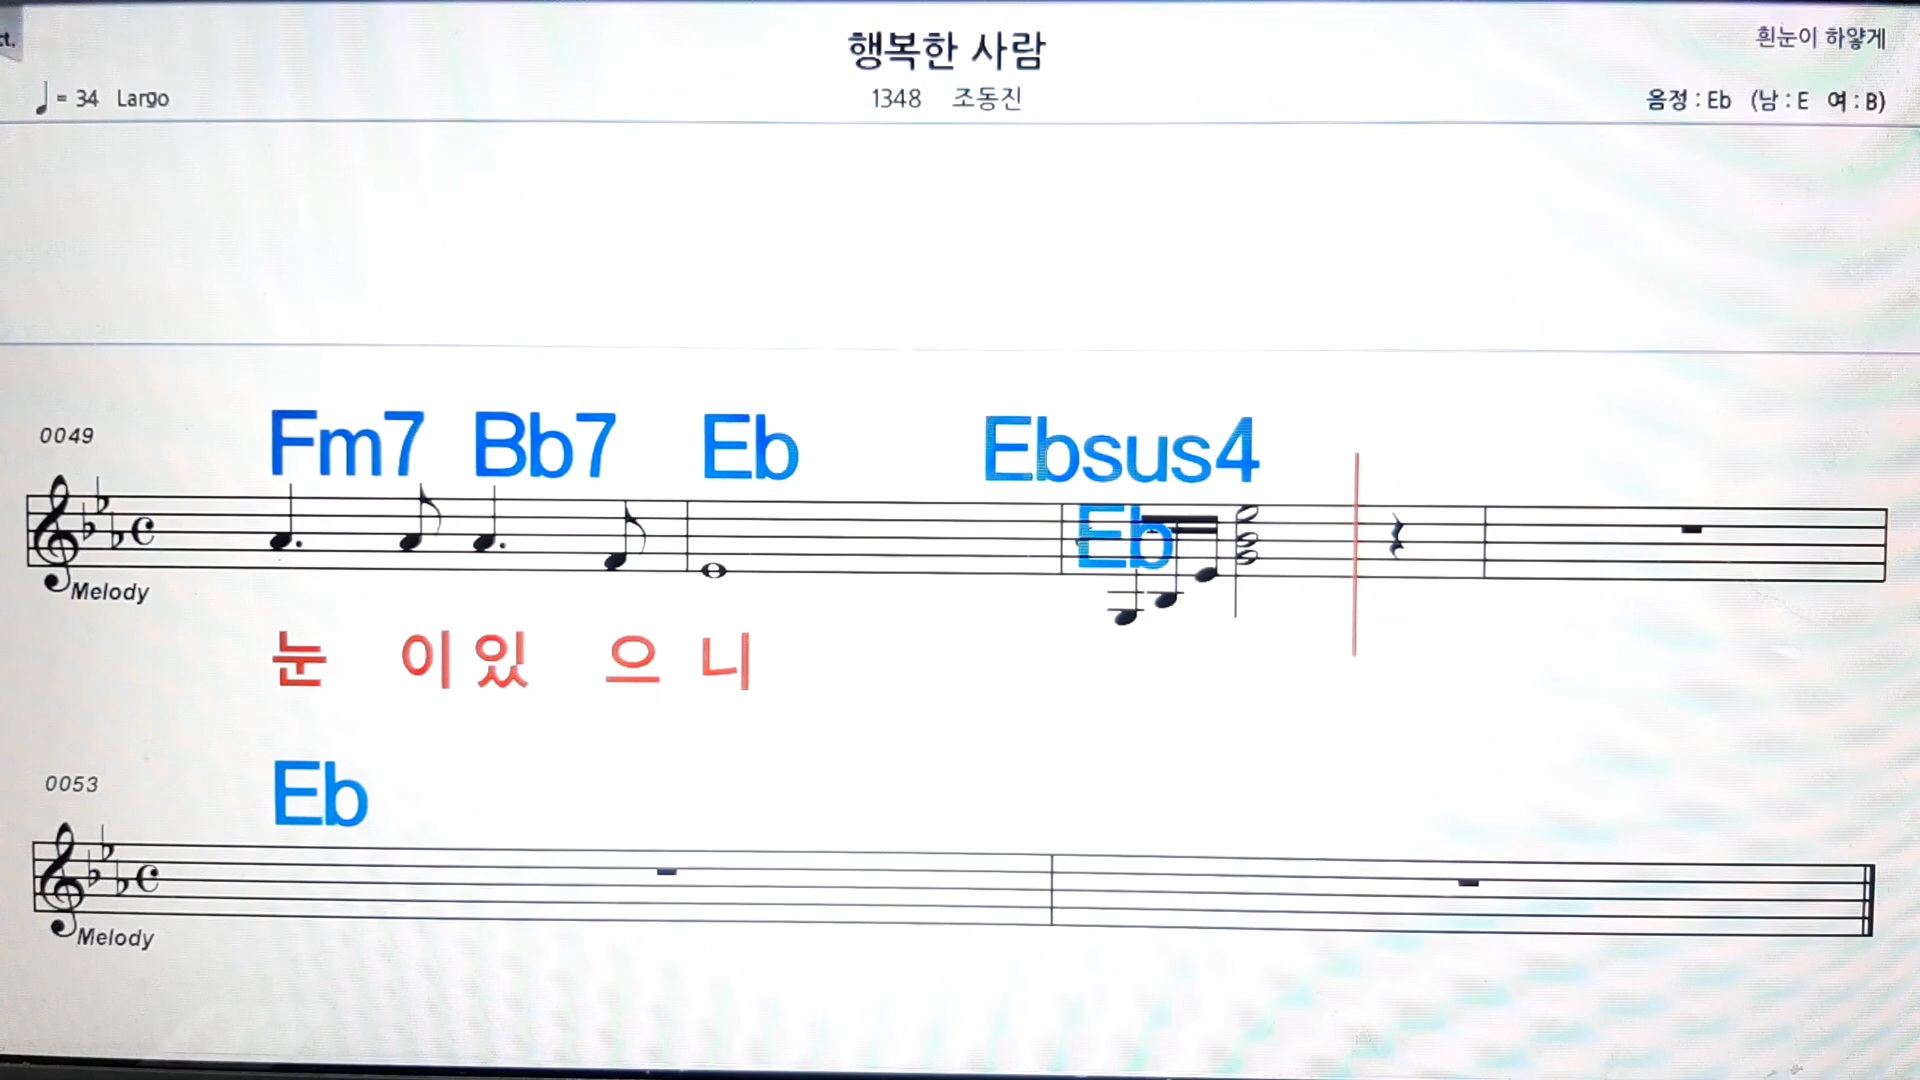 행복한 사람
흰눈이 하얗게
= 34 Largo
1348 조동진
음정 : Eb (남 : E 여 : B)
0049
Fm7 Bb7 Eb Ebsus4
Eb
Melody
눈 이 있 으 니
0053
Eb
Melody